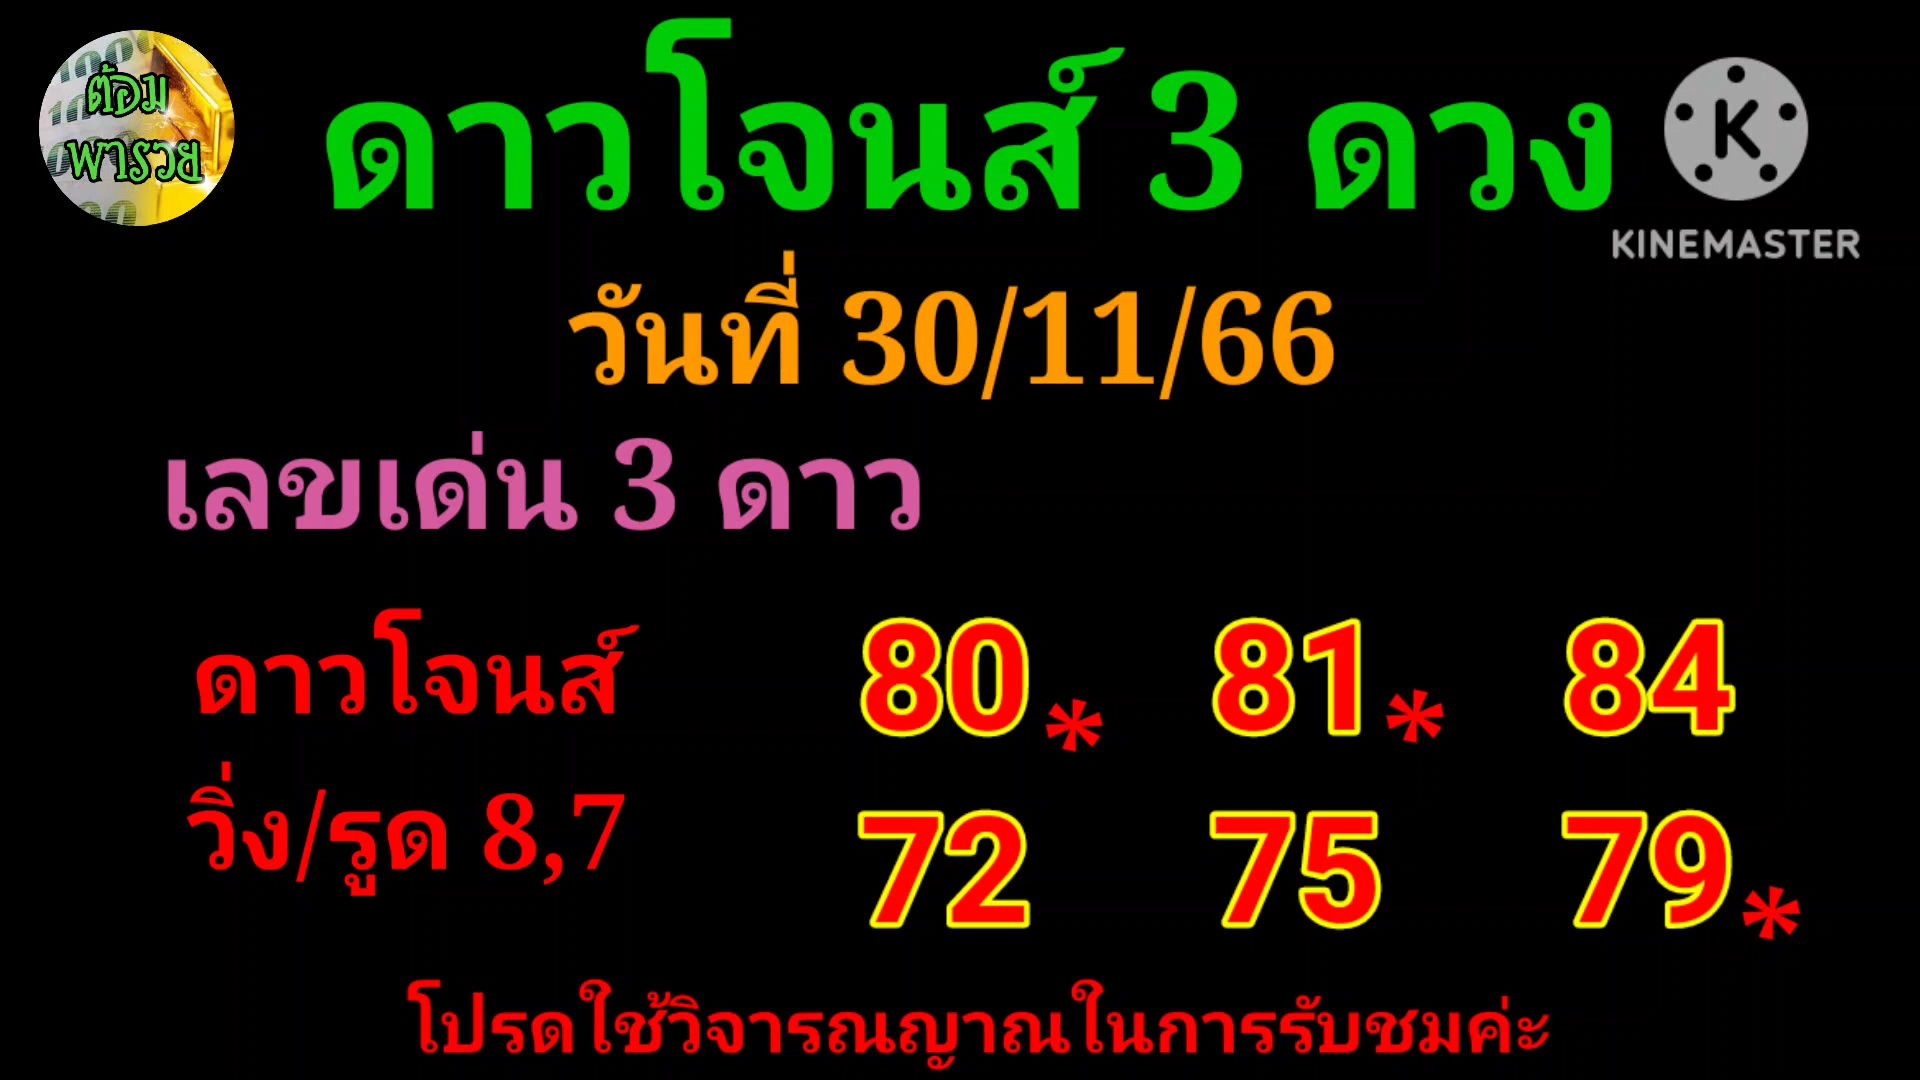 ต้อม
พารวย
ดาวโจนส์ 3 ดวง
KINEMASTER
วันที่ 30/11/66
เลขเด่น 3 ดาว
ดาวโจนส์ 80* 81* 84
วิ่ง/รูด 8,7 72 75 79*
โปรดใช้วิจารณญาณในการรับชมค่ะ